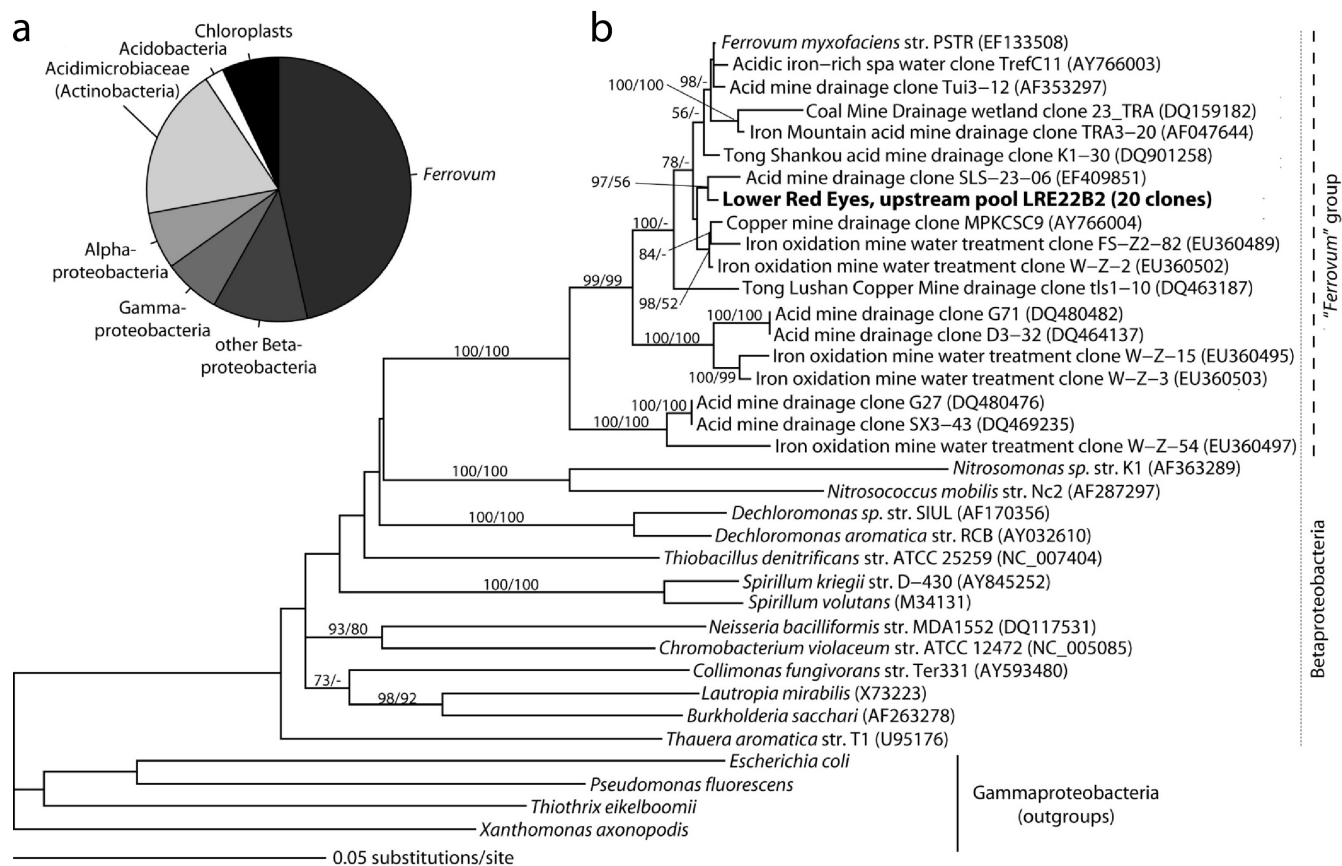 a
Chloroplasts
Acidobacteria
Acidimicrobiaceae
(Actinobacteria)
Ferrovum
Alpha-
proteobacteria
Gamma-
proteobacteria
other Beta-
proteobacteria
b
Ferrovum myxofaciens str. PSTR (EF133508)
Acidic iron−rich spa water clone TrefC11 (AY766003)
98/-
Acid mine drainage clone Tui3−12 (AF353297)
100/100
Coal Mine Drainage wetland clone 23_TRA (DQ159182)
56/-
Iron Mountain acid mine drainage clone TRA3−20 (AF047644)
Tong Shankou acid mine drainage clone K1−30 (DQ901258)
78/-
Acid mine drainage clone SLS−23−06 (EF409851)
97/56
Lower Red Eyes, upstream pool LRE22B2 (20 clones)
100/-
Copper mine drainage clone MPKCSC9 (AY766004)
84/-
Iron oxidation mine water treatment clone FS−Z2−82 (EU360489)
Iron oxidation mine water treatment clone W−Z−2 (EU360502)
99/99
Tong Lushan Copper Mine drainage clone tls1−10 (DQ463187)
98/52
100/100
Acid mine drainage clone G71 (DQ480482)
Acid mine drainage clone D3−32 (DQ464137)
100/100
Iron oxidation mine water treatment clone W−Z−15 (EU360495)
100/99
Iron oxidation mine water treatment clone W−Z−3 (EU360503)
100/100
100/100
Acid mine drainage clone G27 (DQ480476)
100/100
Acid mine drainage clone SX3−43 (DQ469235)
Iron oxidation mine water treatment clone W−Z−54 (EU360497)
100/100
Nitrosomonas sp. str. K1 (AF363289)
Nitrosococcus mobilis str. Nc2 (AF287297)
100/100
Dechloromonas sp. str. SIUL (AF170356)
Dechloromonas aromatica str. RCB (AY032610)
Thiobacillus denitrificans str. ATCC 25259 (NC_007404)
100/100
Spirillum kriegii str. D−430 (AY845252)
Spirillum volutans (M34131)
93/80
Neisseria bacilliformis str. MDA1552 (DQ117531)
Chromobacterium violaceum str. ATCC 12472 (NC_005085)
73/-
Collimonas fungivorans str. Ter331 (AY593480)
98/92
Lautropia mirabilis (X73223)
Burkholderia sacchari (AF263278)
Thauera aromatica str. T1 (U95176)
Escherichia coli
Pseudomonas fluorescens
Thiothrix eikelboomii
Xanthomonas axonopodis
"Ferrovum" group
Betaproteobacteria
Gammaproteobacteria
(outgroups)
0.05 substitutions/site